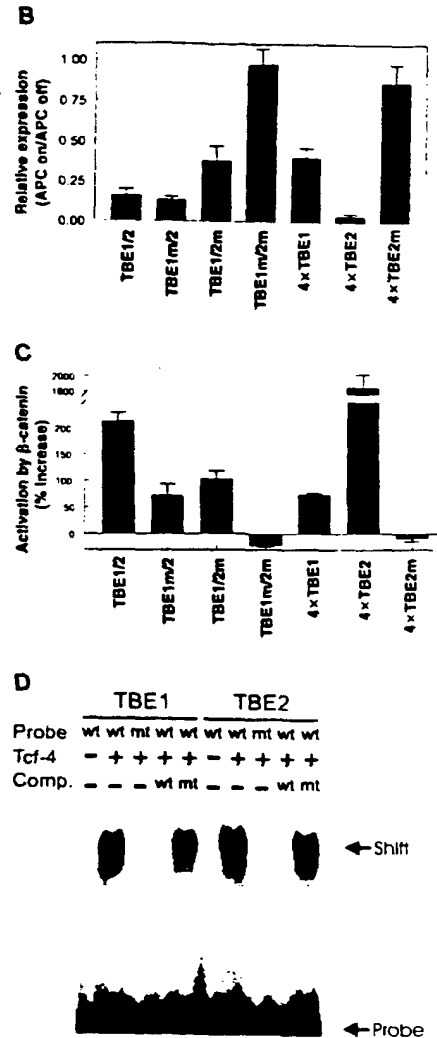 B
Relative expression
(APC on/APC off)
1.00
0.75
0.50
0.25
0.00
TBE1/2
TBE1m/2
TBE1/2m
TBE1m/2m
4×TBE1
4×TBE2
4×TBE2m
C
Activation by β-catenin
(% Increase)
2000
1800
200
150
100
50
0
TBE1/2
TBE1m/2
TBE1/2m
TBE1m/2m
4×TBE1
4×TBE2
4×TBE2m
D
TBE1 TBE2
Probe wt wt mt wt wt wt wt mt wt wt
Tcf-4 – + + + + – + + + +
Comp. – – – wt mt – – – wt mt
←Shift
←Probe